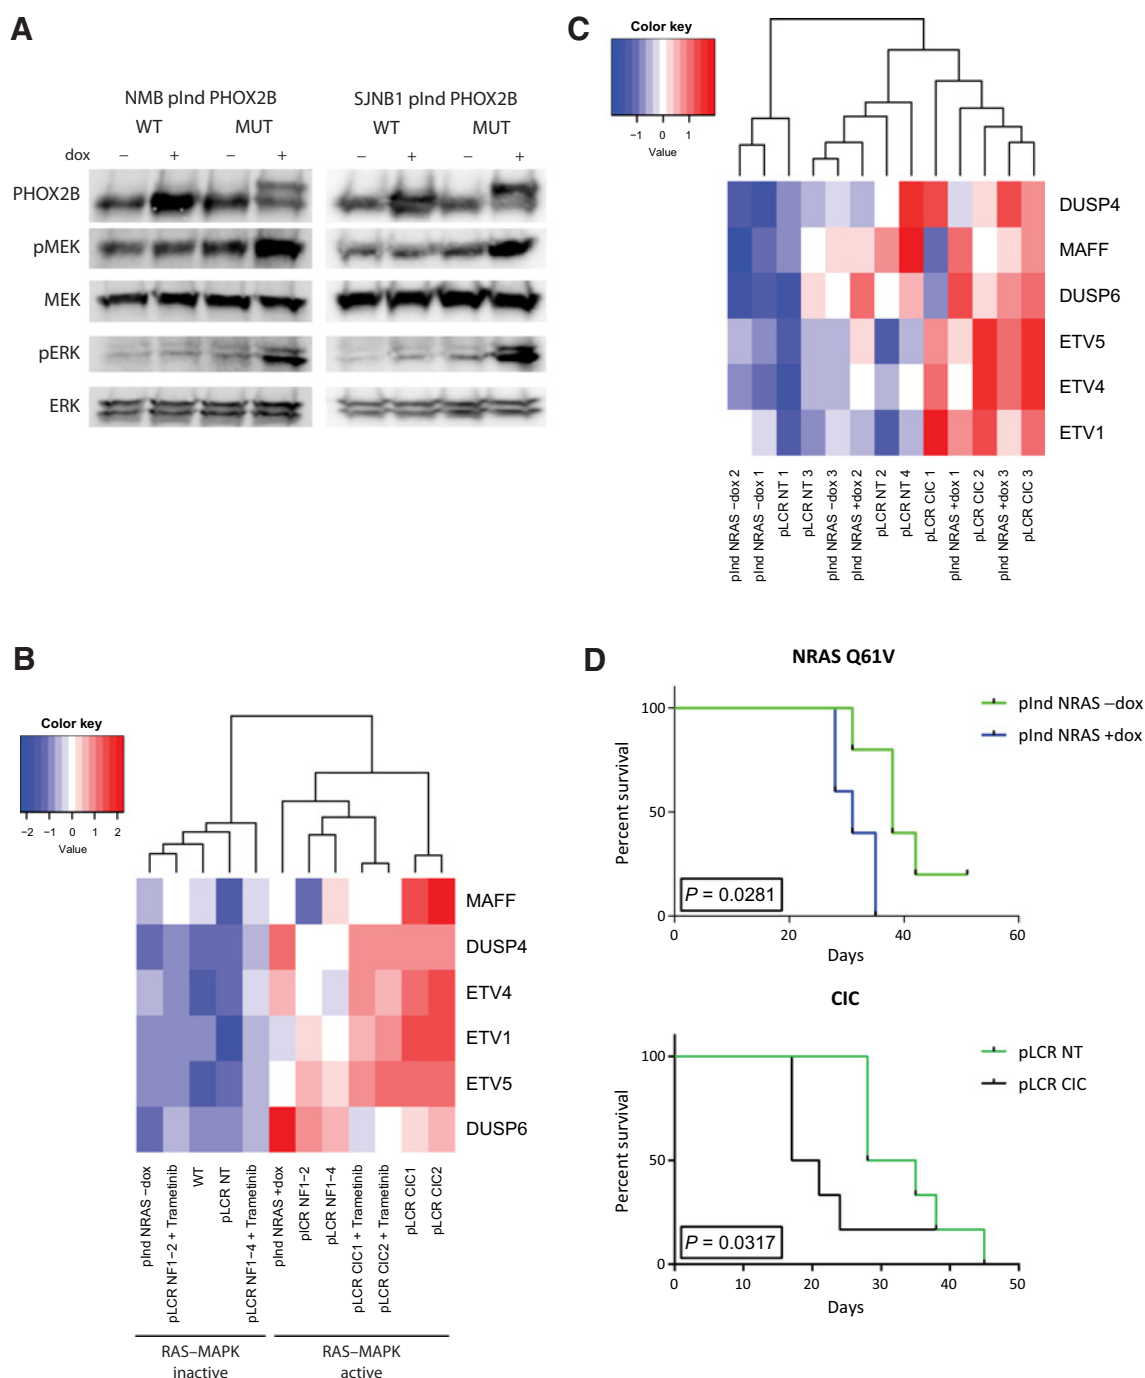 A
NMB pInd PHOX2B
SJNB1 pInd PHOX2B
WT MUT WT MUT
dox – + – + – + – +
PHOX2B
pMEK
MEK
pERK
ERK
C
Color key
−1 0 1
Value
DUSP4
MAFF
DUSP6
ETV5
ETV4
ETV1
pInd NRAS −dox 2
pInd NRAS −dox 1
pLCR NT 1
pLCR NT 3
pInd NRAS −dox 3
pInd NRAS +dox 2
pLCR NT 2
pLCR NT 4
pLCR CIC 1
pInd NRAS +dox 1
pLCR CIC 2
pInd NRAS +dox 3
pLCR CIC 3
B
Color key
−2 −1 0 1 2
Value
MAFF
DUSP4
ETV4
ETV1
ETV5
DUSP6
pInd NRAS −dox
pLCR NF1−2 + Trametinib
WT
pLCR NT
pLCR NF1−4 + Trametinib
pInd NRAS +dox
plCR NF1−2
pLCR NF1−4
pLCR CIC1 + Trametinib
pLCR CIC2 + Trametinib
pLCR CIC1
pLCR CIC2
RAS–MAPK
inactive
RAS–MAPK
active
D
NRAS Q61V
pInd NRAS –dox
pInd NRAS +dox
Percent survival
100
50
0
P = 0.0281
0 20 40 60
Days
CIC
pLCR NT
pLCR CIC
Percent survival
100
50
0
P = 0.0317
0 10 20 30 40 50
Days